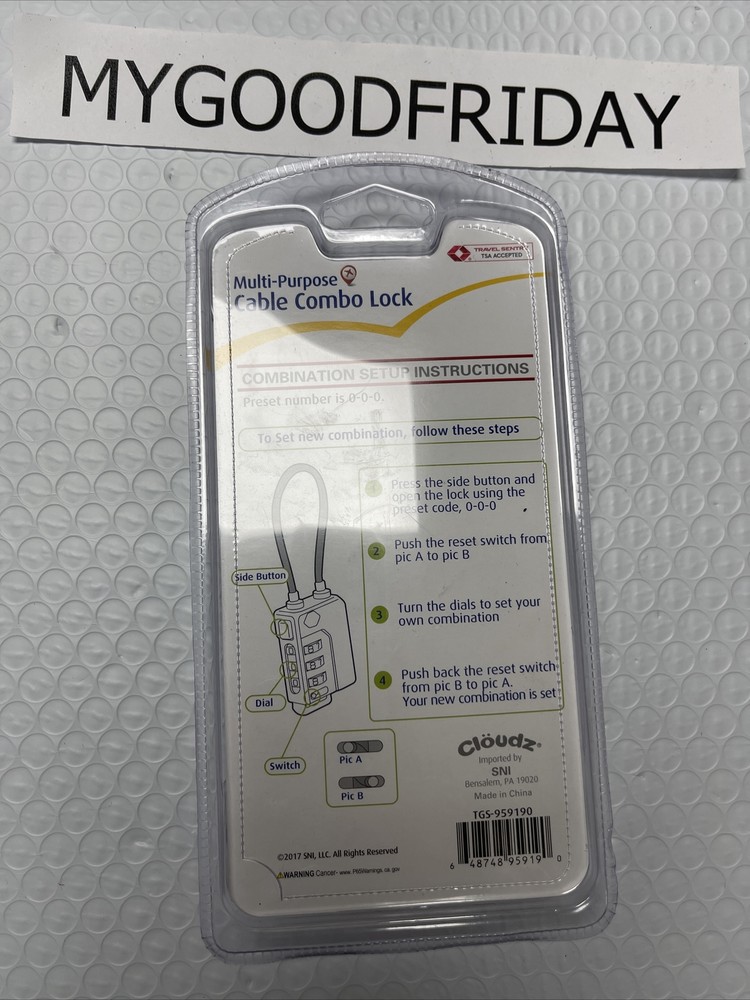 MYGOODFRIDAY
TRAVEL SENTRY
TSA ACCEPTED
Multi-Purpose
Cable Combo Lock
COMBINATION SETUP INSTRUCTIONS
Preset number is 0-0-0.
To Set new combination, follow these steps
1 Press the side button and
open the lock using the
preset code, 0-0-0
2 Push the reset switch from
pic A to pic B
3 Turn the dials to set your
own combination
4 Push back the reset switch
from pic B to pic A.
Your new combination is set
Side Button
Dial
Switch
Pic A
Pic B
Clöudz®
Imported by
SNI
Bensalem, PA 19020
Made in China
TGS-959190
6 48748 95919 0
©2017 SNI, LLC. All Rights Reserved
⚠WARNING Cancer- www.P65Warnings.ca.gov